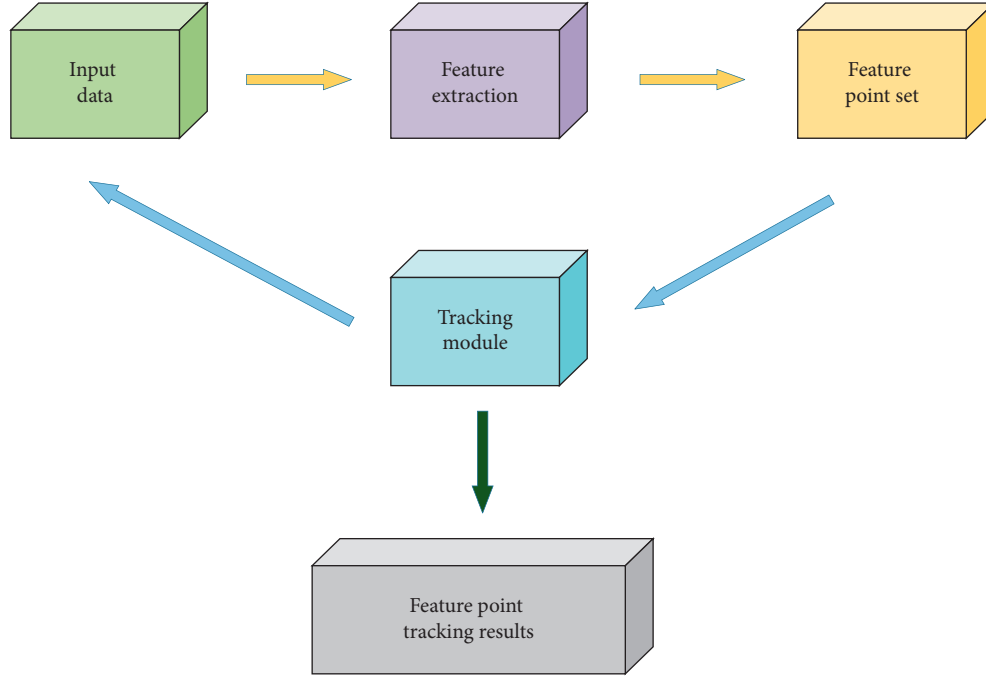 Input
data
Feature
extraction
Feature
point set
Tracking
module
Feature point
tracking results